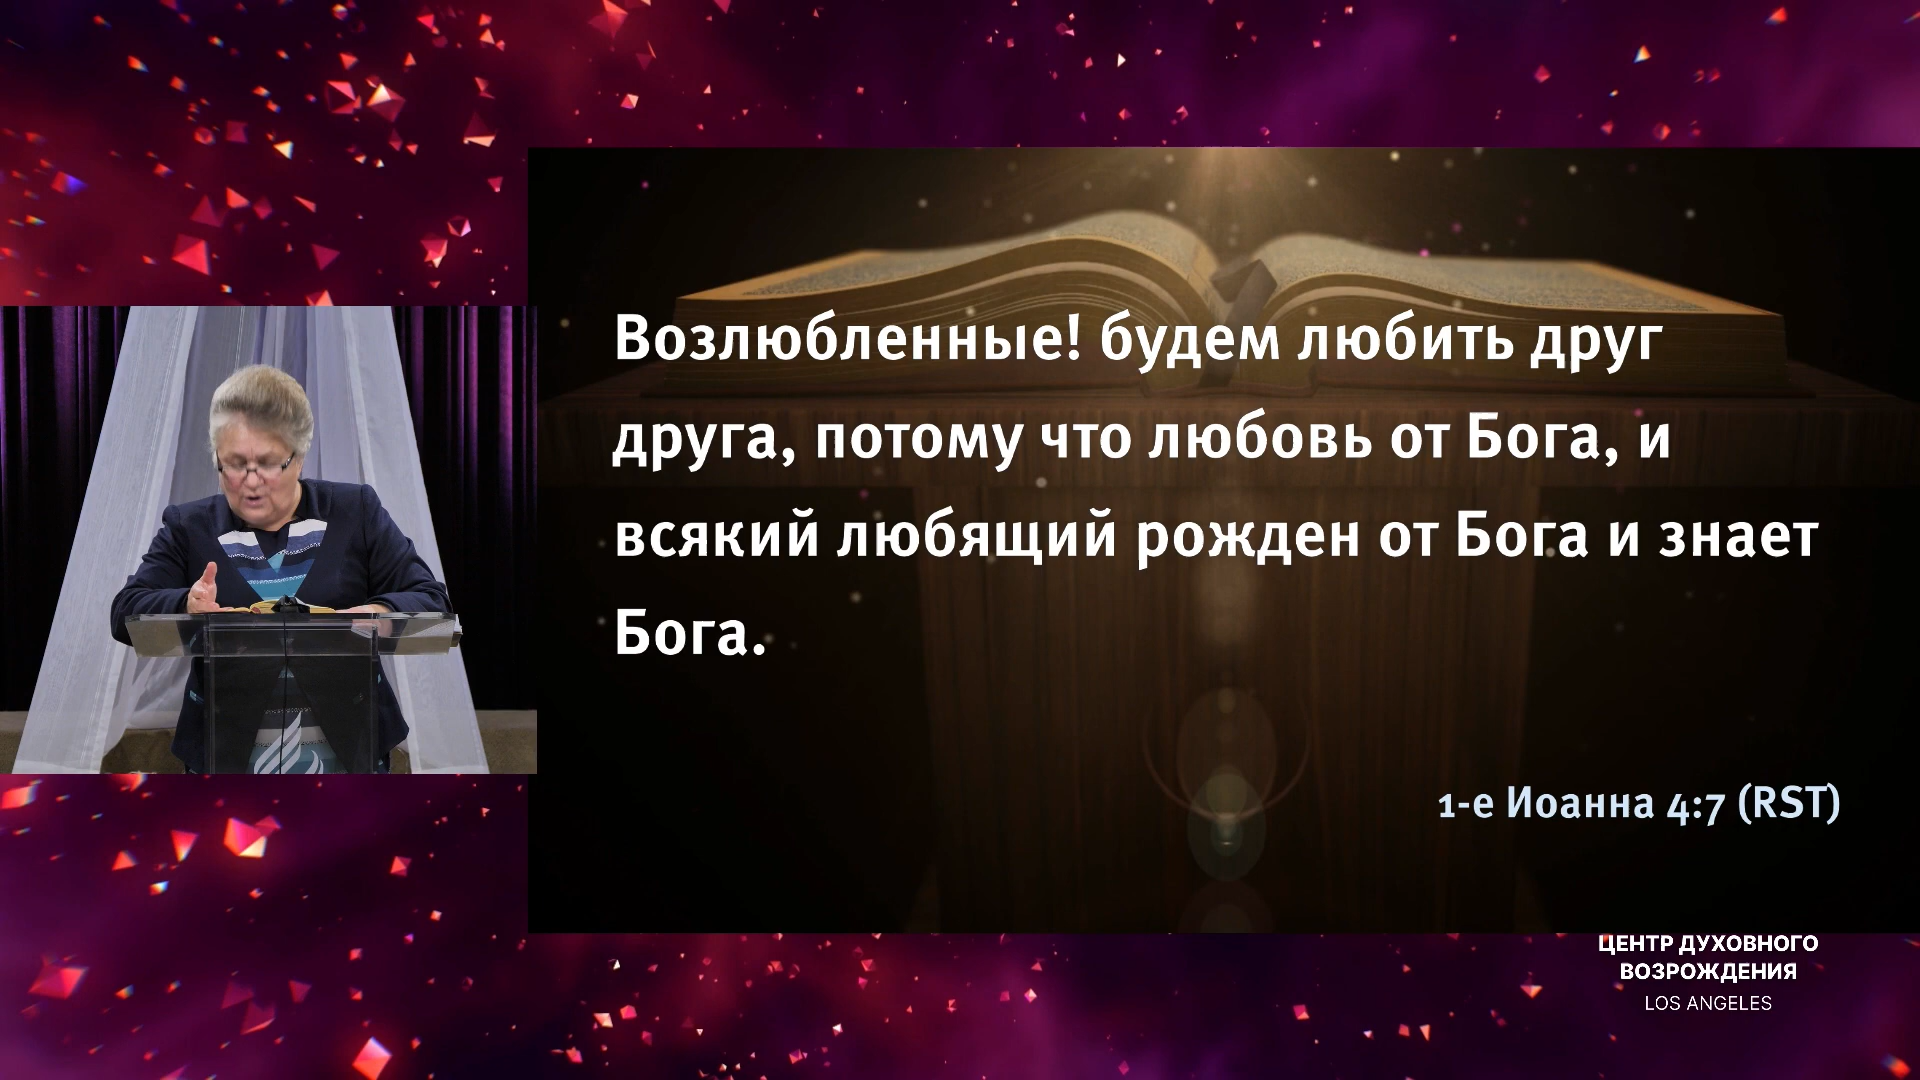 Возлюбленные! будем любить друг
друга, потому что любовь от Бога, и
всякий любящий рожден от Бога и знает
Бога.
1-е Иоанна 4:7 (RST)
ЦЕНТР ДУХОВНОГО
ВОЗРОЖДЕНИЯ
LOS ANGELES